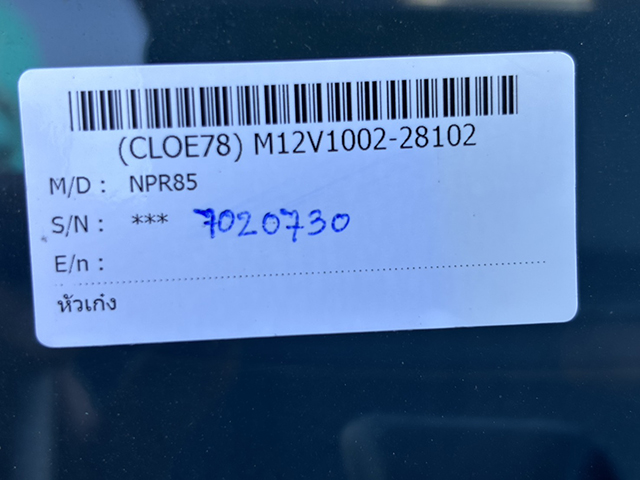 (CLOE78) M12V1002-28102
M/D : NPR85
S/N : *** 7020730
E/n :
หัวเก๋ง